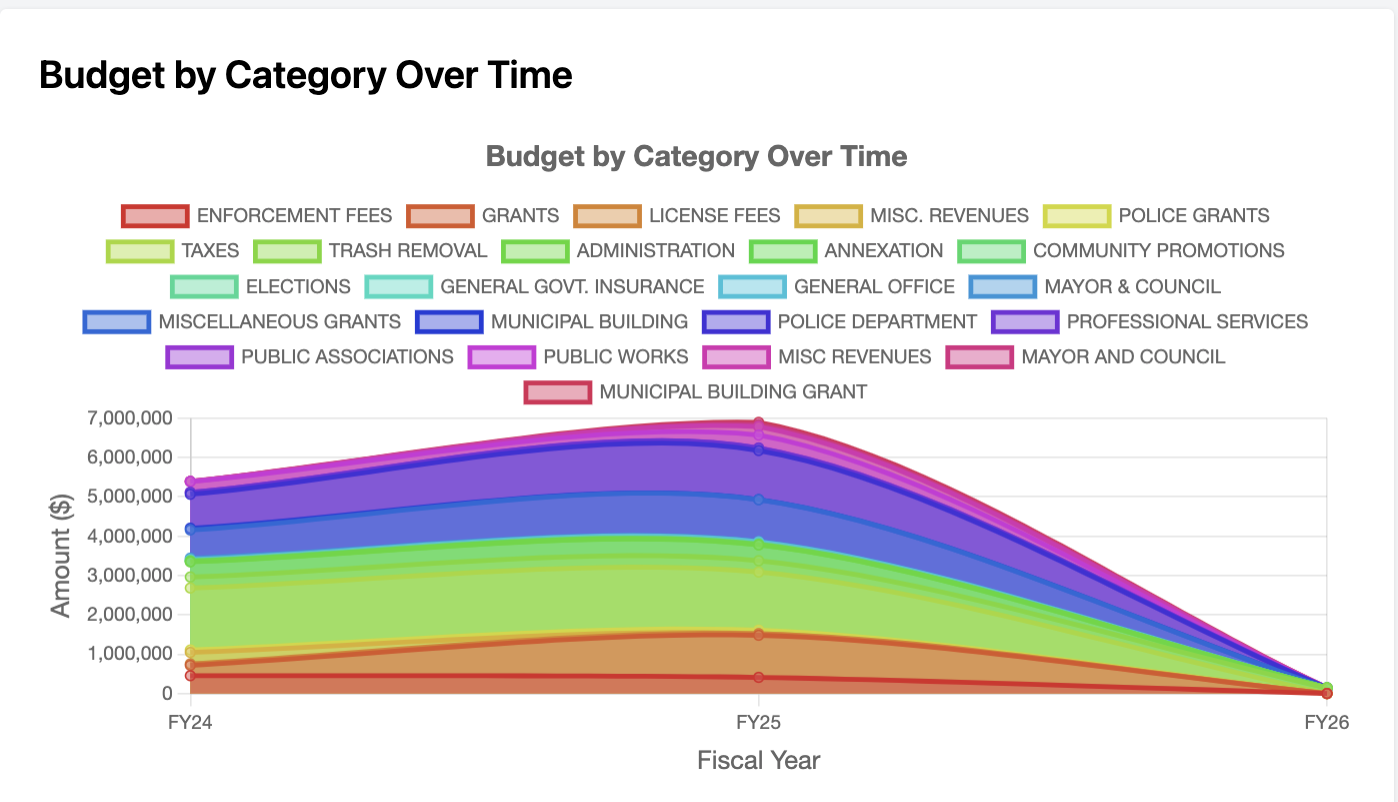 Budget by Category Over Time
Budget by Category Over Time
ENFORCEMENT FEES GRANTS LICENSE FEES MISC. REVENUES POLICE GRANTS
TAXES TRASH REMOVAL ADMINISTRATION ANNEXATION COMMUNITY PROMOTIONS
ELECTIONS GENERAL GOVT. INSURANCE GENERAL OFFICE MAYOR & COUNCIL
MISCELLANEOUS GRANTS MUNICIPAL BUILDING POLICE DEPARTMENT PROFESSIONAL SERVICES
PUBLIC ASSOCIATIONS PUBLIC WORKS MISC REVENUES MAYOR AND COUNCIL
MUNICIPAL BUILDING GRANT
7,000,000
6,000,000
5,000,000
4,000,000
3,000,000
2,000,000
1,000,000
0
Amount ($)
FY24 FY25 FY26
Fiscal Year